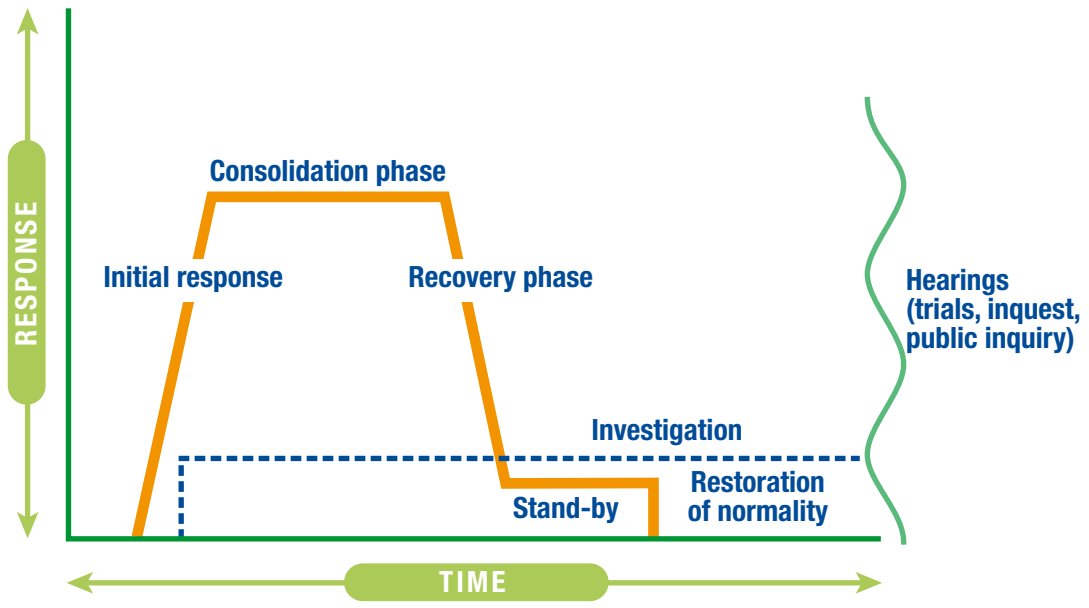 RESPONSE
Consolidation phase
Initial response
Recovery phase
Hearings
(trials, inquest,
public inquiry)
Investigation
Stand-by
Restoration
of normality
TIME